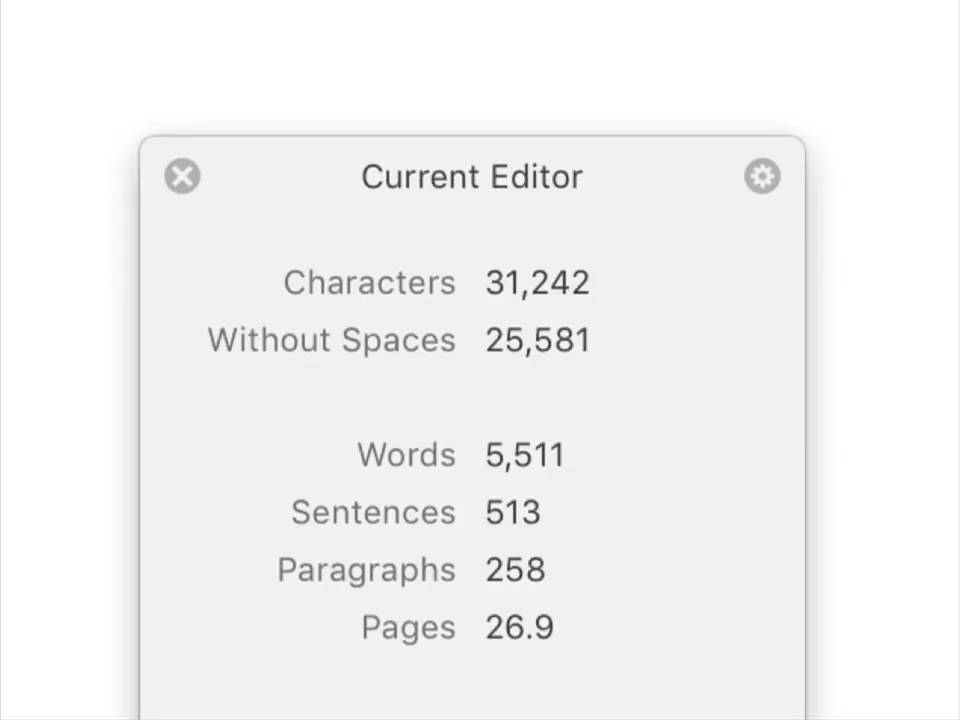 Current Editor
Characters 31,242
Without Spaces 25,581
Words 5,511
Sentences 513
Paragraphs 258
Pages 26.9